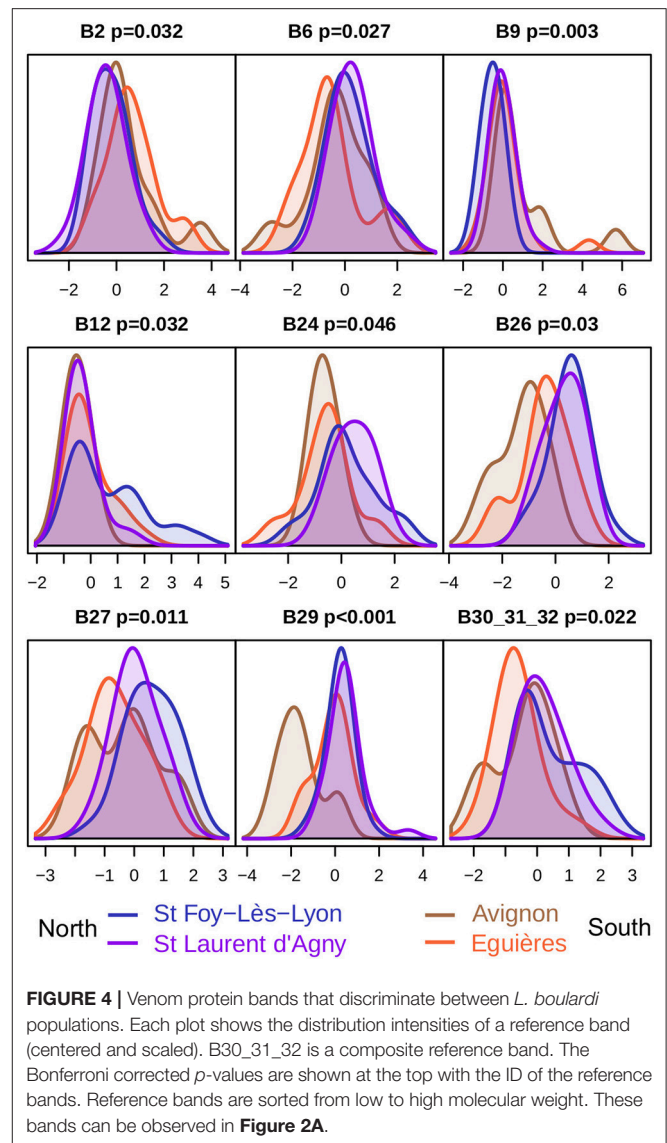 B2 p=0.032 B6 p=0.027 B9 p=0.003
−2 0 2 4 −4 −2 0 2 −2 0 2 4 6
B12 p=0.032 B24 p=0.046 B26 p=0.03
−2 0 1 2 3 4 5 −2 0 2 −4 −2 0 2
B27 p=0.011 B29 p<0.001 B30_31_32 p=0.022
−3 −1 0 1 2 3 −4 −2 0 2 4 −2 0 1 2 3
North St Foy−Lès−Lyon Avignon South
St Laurent d'Agny Eguières
FIGURE 4 | Venom protein bands that discriminate between L. boulardi
populations. Each plot shows the distribution intensities of a reference band
(centered and scaled). B30_31_32 is a composite reference band. The
Bonferroni corrected p-values are shown at the top with the ID of the reference
bands. Reference bands are sorted from low to high molecular weight. These
bands can be observed in Figure 2A.